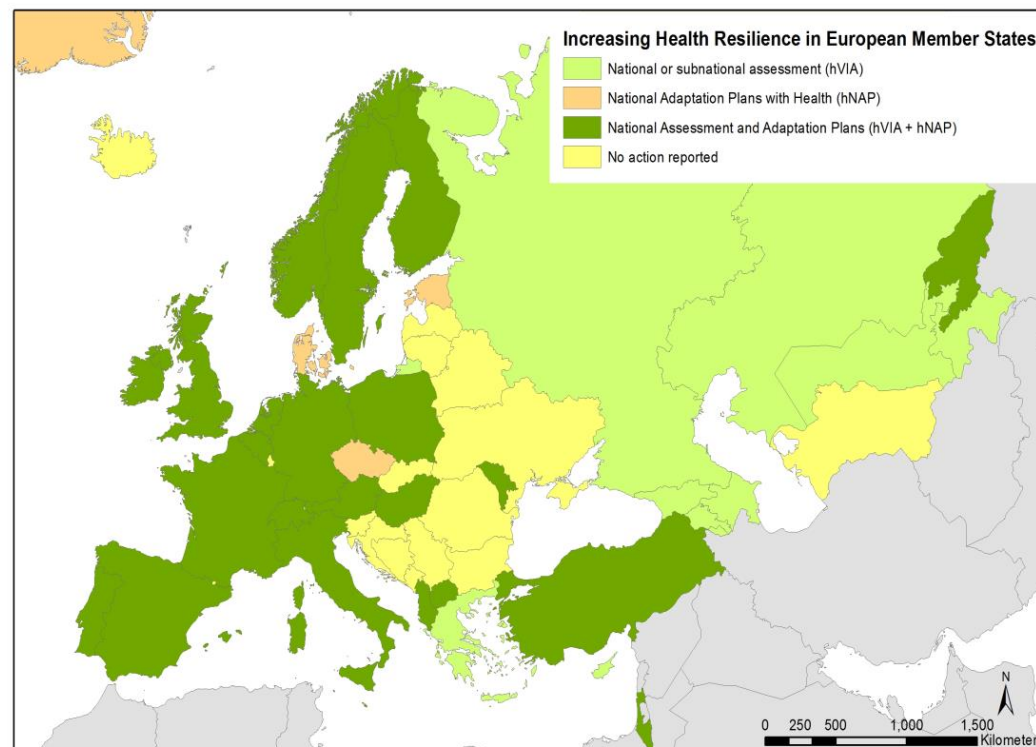 Increasing Health Resilience in European Member States
National or subnational assessment (hVIA)
National Adaptation Plans with Health (hNAP)
National Assessment and Adaptation Plans (hVIA + hNAP)
No action reported
N
0 250 500 1,000 1,500
Kilometer